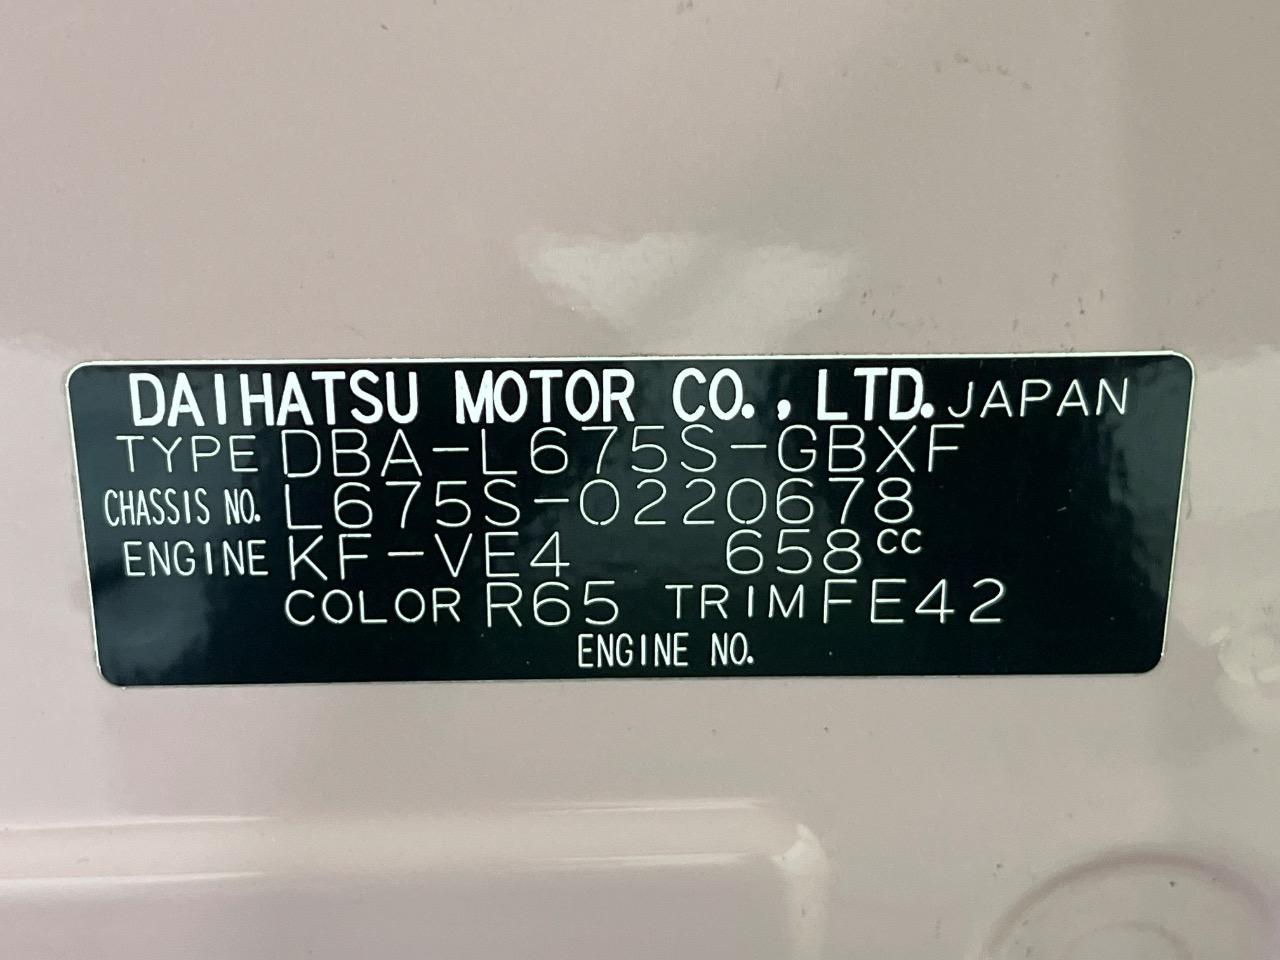 DAIHATSU MOTOR CO., LTD. JAPAN
TYPE DBA-L675S-GBXF
CHASSIS NO. L675S-0220678
ENGINE KF-VE4 658cc
COLOR R65 TRIM FE42
ENGINE NO.